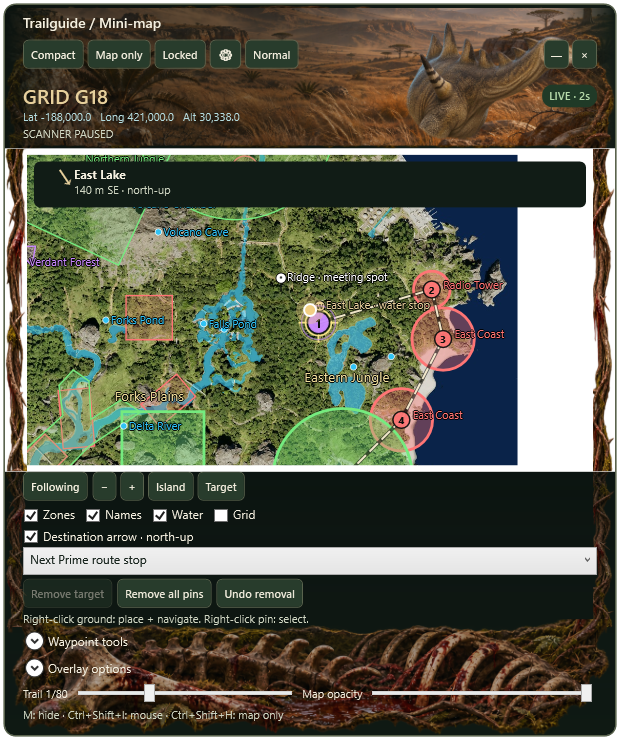 Trailguide / Mini-map
Compact
Map only
Locked
Normal
—
×
GRID G18
LIVE · 2s
Lat -188,000.0 Long 421,000.0 Alt 30,338.0
SCANNER PAUSED
Northern Jungle
East Lake
140 m SE · north-up
Volcano Cave
Verdant Forest
Ridge · meeting spot
2
Radio Tower
East Lake · water stop
Forks Pond
Falls Pond
1
3
East Coast
Eastern Jungle
Forks Plains
4
East Coast
Delta River
Following
−
+
Island
Target
Zones
Names
Water
Grid
Destination arrow · north-up
Next Prime route stop
Remove target
Remove all pins
Undo removal
Right-click ground: place + navigate. Right-click pin: select.
Waypoint tools
Overlay options
Trail 1/80
Map opacity
M: hide · Ctrl+Shift+I: mouse · Ctrl+Shift+H: map only